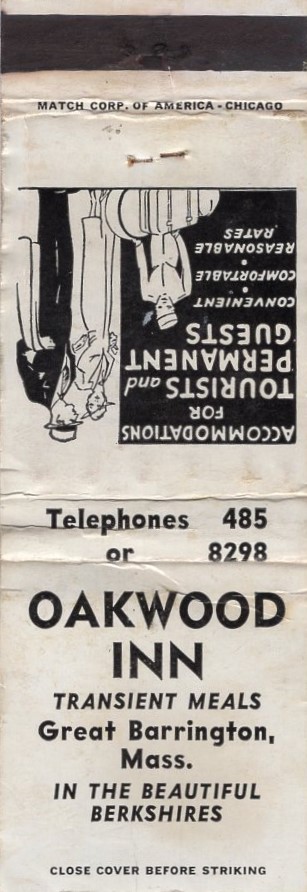 MATCH CORP. OF AMERICA - CHICAGO
ACCOMMODATIONS
FOR
TOURISTS and
PERMANENT
GUESTS
CONVENIENT
•
COMFORTABLE
•
REASONABLE
RATES
Telephones 485
or 8298
OAKWOOD
INN
TRANSIENT MEALS
Great Barrington,
Mass.
IN THE BEAUTIFUL
BERKSHIRES
CLOSE COVER BEFORE STRIKING